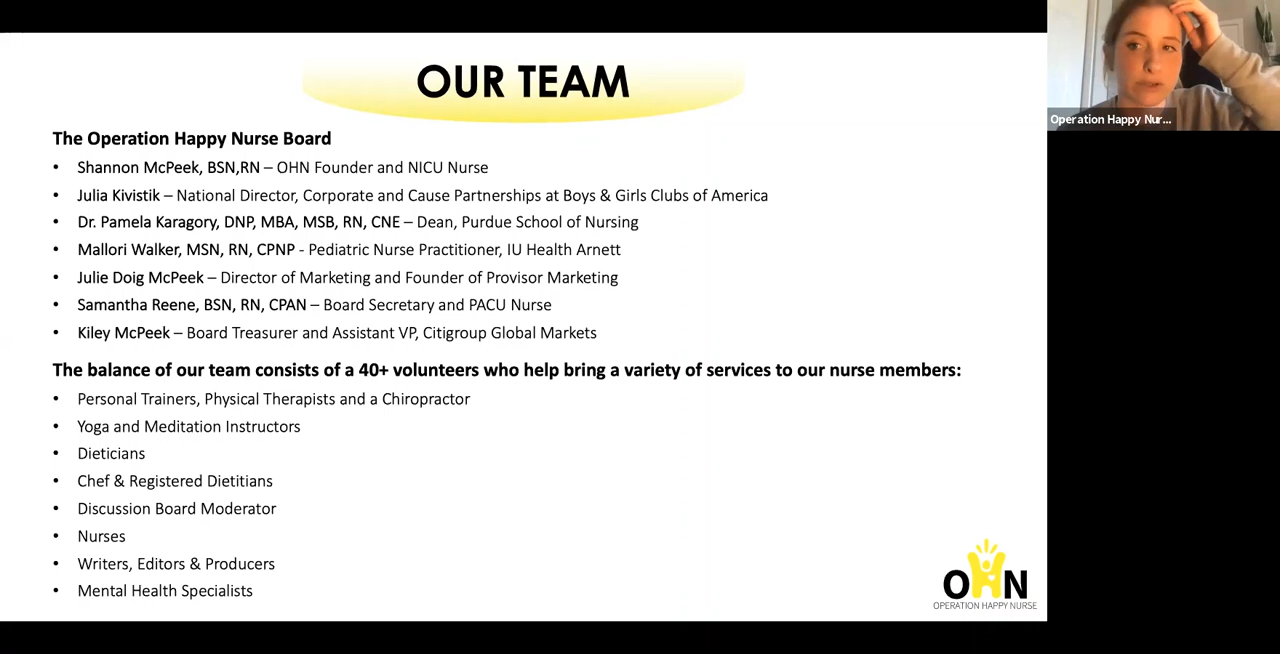 OUR TEAM
The Operation Happy Nurse Board
• Shannon McPeek, BSN,RN – OHN Founder and NICU Nurse
• Julia Kivistik – National Director, Corporate and Cause Partnerships at Boys & Girls Clubs of America
• Dr. Pamela Karagory, DNP, MBA, MSB, RN, CNE – Dean, Purdue School of Nursing
• Mallori Walker, MSN, RN, CPNP - Pediatric Nurse Practitioner, IU Health Arnett
• Julie Doig McPeek – Director of Marketing and Founder of Provisor Marketing
• Samantha Reene, BSN, RN, CPAN – Board Secretary and PACU Nurse
• Kiley McPeek – Board Treasurer and Assistant VP, Citigroup Global Markets
The balance of our team consists of a 40+ volunteers who help bring a variety of services to our nurse members:
• Personal Trainers, Physical Therapists and a Chiropractor
• Yoga and Meditation Instructors
• Dieticians
• Chef & Registered Dietitians
• Discussion Board Moderator
• Nurses
• Writers, Editors & Producers
• Mental Health Specialists
OHN
OPERATION HAPPY NURSE
Operation Happy Nur...